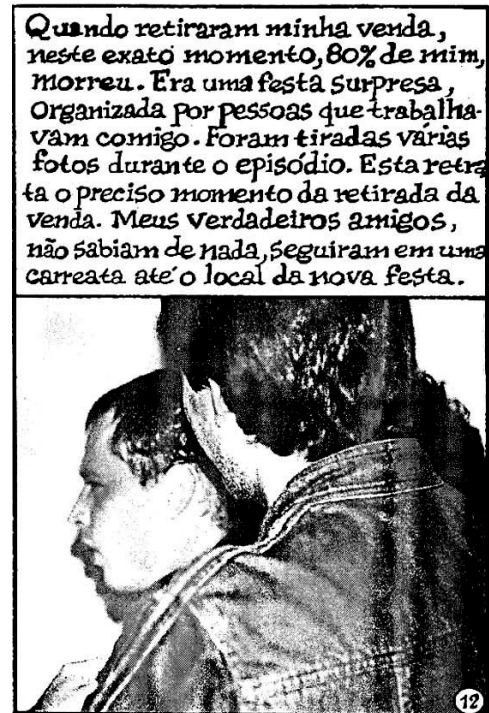 Quando retiraram minha venda,
neste exato momento, 80% de mim,
morreu. Era uma festa surpresa,
organizada por pessoas que trabalha-
vam comigo. Foram tiradas várias
fotos durante o episódio. Esta retra
ta o preciso momento da retirada da
venda. Meus verdadeiros amigos,
não sabiam de nada, seguiram em uma
carreata até o local da nova festa.
12